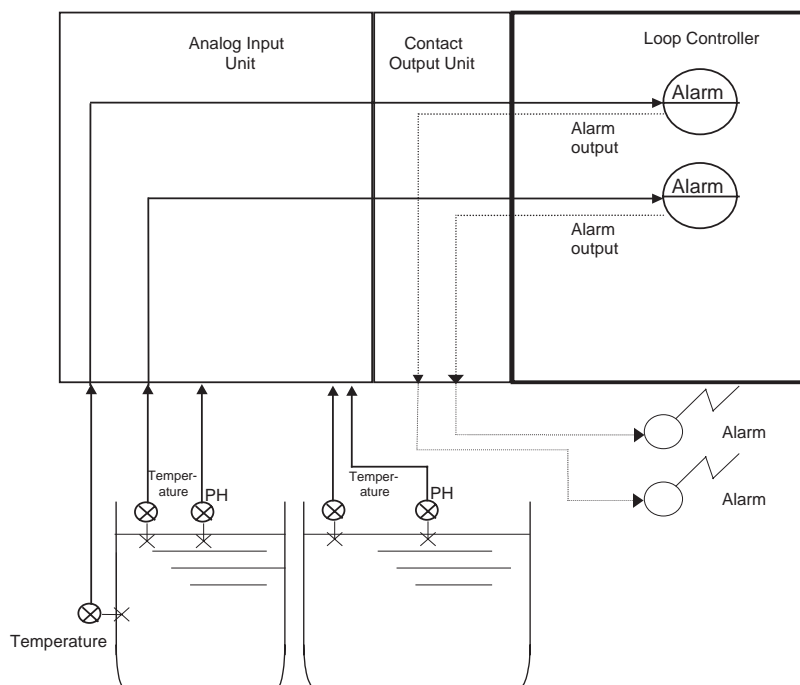 Analog Input
Unit
Contact
Output Unit
Loop Controller
Alarm
Alarm
output
Alarm
Alarm
output
Alarm
Alarm
Temper-
ature
PH
Temper-
ature
PH
Temperature